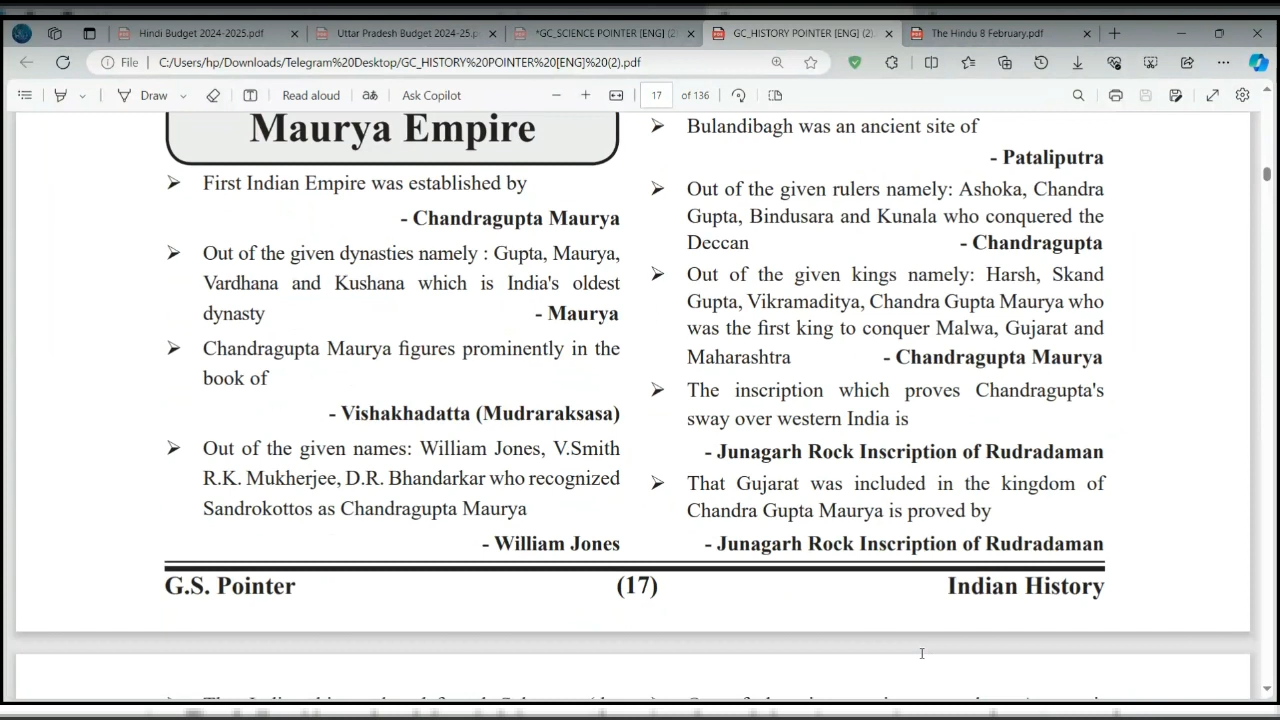 Hindi Budget 2024-2025.pdf
Uttar Pradesh Budget 2024-25.p
*GC_SCIENCE POINTER [ENG] (2)
GC_HISTORY POINTER [ENG] (2)
The Hindu 8 February.pdf
File
C:/Users/hp/Downloads/Telegram%20Desktop/GC_HISTORY%20POINTER%20[ENG]%20(2).pdf
Draw
Read aloud
Ask Copilot
17
of 136
Maurya Empire
➢ First Indian Empire was established by
- Chandragupta Maurya
➢ Out of the given dynasties namely : Gupta, Maurya,
Vardhana and Kushana which is India's oldest
dynasty - Maurya
➢ Chandragupta Maurya figures prominently in the
book of
- Vishakhadatta (Mudraraksasa)
➢ Out of the given names: William Jones, V.Smith
R.K. Mukherjee, D.R. Bhandarkar who recognized
Sandrokottos as Chandragupta Maurya
- William Jones
➢ Bulandibagh was an ancient site of
- Pataliputra
➢ Out of the given rulers namely: Ashoka, Chandra
Gupta, Bindusara and Kunala who conquered the
Deccan - Chandragupta
➢ Out of the given kings namely: Harsh, Skand
Gupta, Vikramaditya, Chandra Gupta Maurya who
was the first king to conquer Malwa, Gujarat and
Maharashtra - Chandragupta Maurya
➢ The inscription which proves Chandragupta's
sway over western India is
- Junagarh Rock Inscription of Rudradaman
➢ That Gujarat was included in the kingdom of
Chandra Gupta Maurya is proved by
- Junagarh Rock Inscription of Rudradaman
G.S. Pointer (17) Indian History